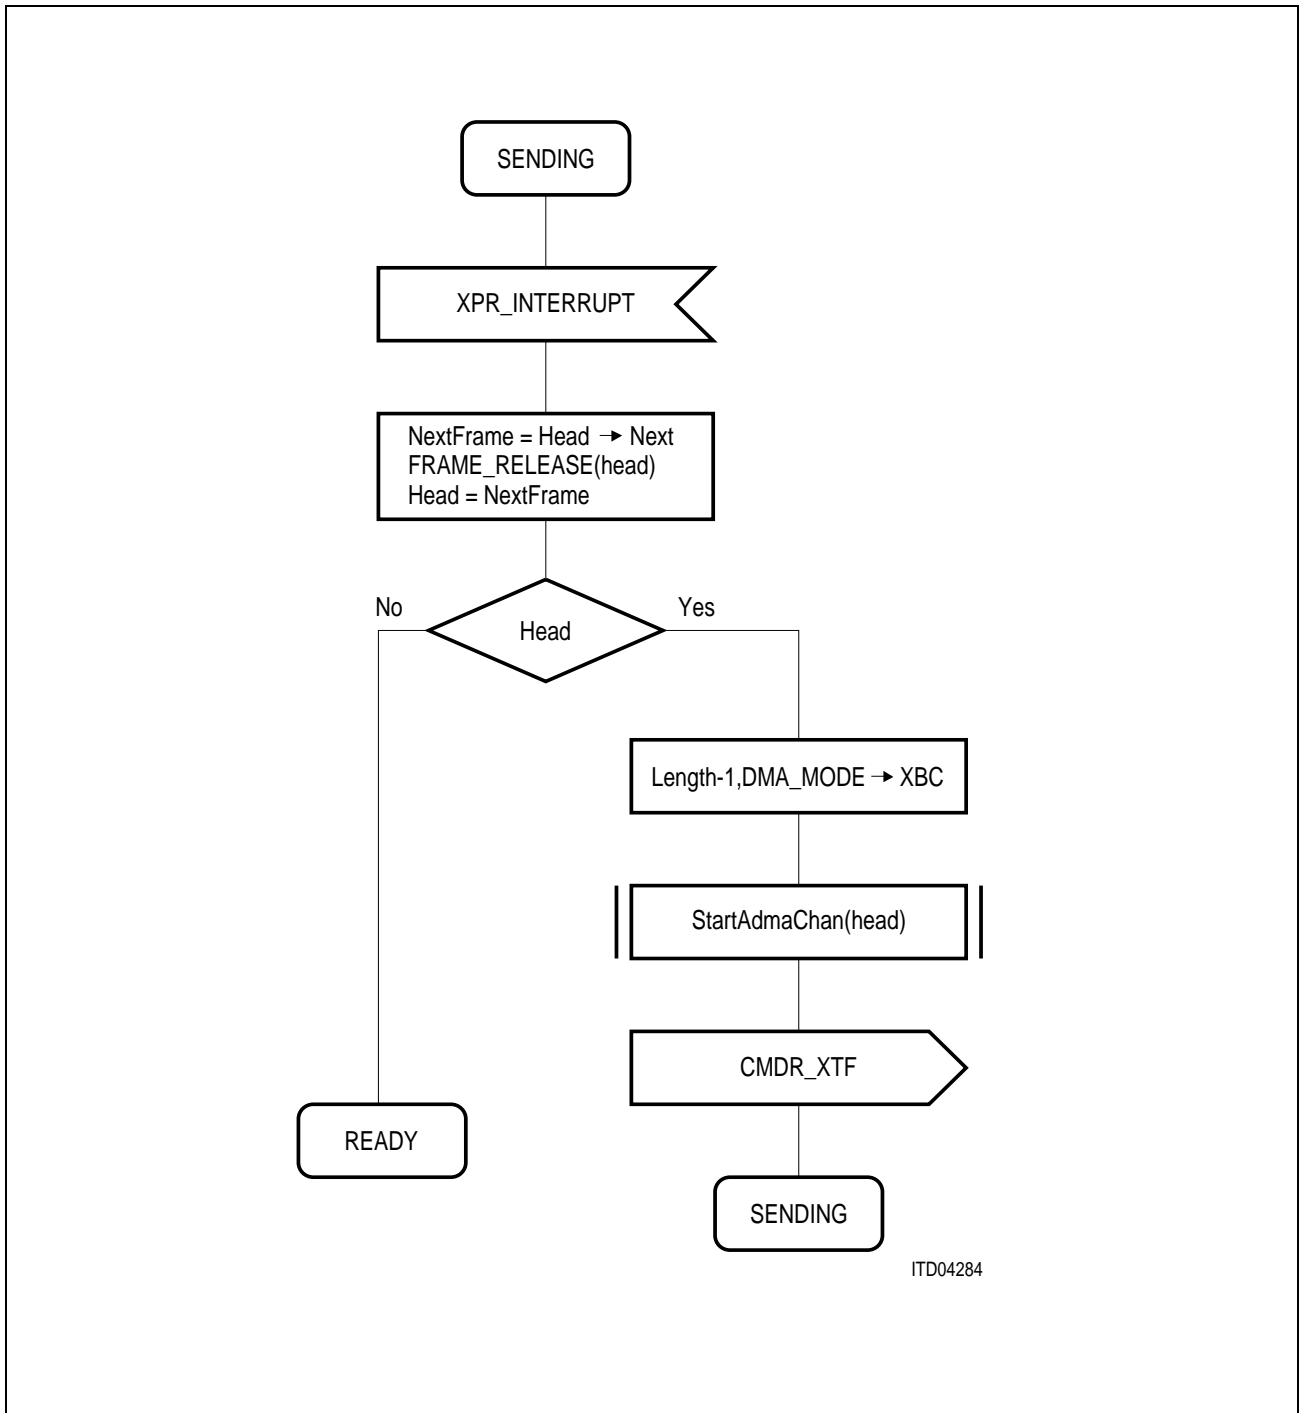 SENDING
XPR_INTERRUPT
NextFrame = Head → Next
FRAME_RELEASE(head)
Head = NextFrame
No
Yes
Head
Length-1,DMA_MODE → XBC
StartAdmaChan(head)
CMDR_XTF
READY
SENDING
ITD04284